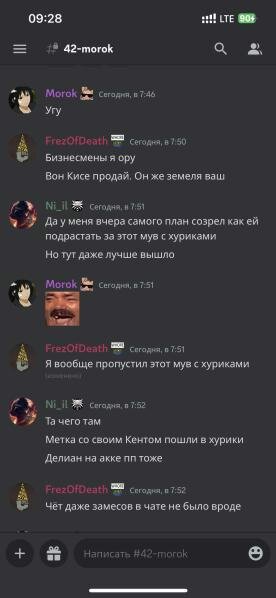 09:28
LTE
90+
42-morok
Morok Сегодня, в 7:46
Угу
FrezOfDeath Сегодня, в 7:50
Бизнесмены я ору
Вон Кисе продай. Он же земеля ваш
Ni_il Сегодня, в 7:51
Да у меня вчера самого план созрел как ей
подрастать за этот мув с хуриками
Но тут даже лучше вышло
Morok Сегодня, в 7:51
FrezOfDeath Сегодня, в 7:51
Я вообще пропустил этот мув с хуриками
(изменено)
Ni_il Сегодня, в 7:52
Та чего там
Метка со своим Кентом пошли в хурики
Делиан на акке пп тоже
FrezOfDeath Сегодня, в 7:52
Чёт даже замесов в чате не было вроде
Написать #42-morok